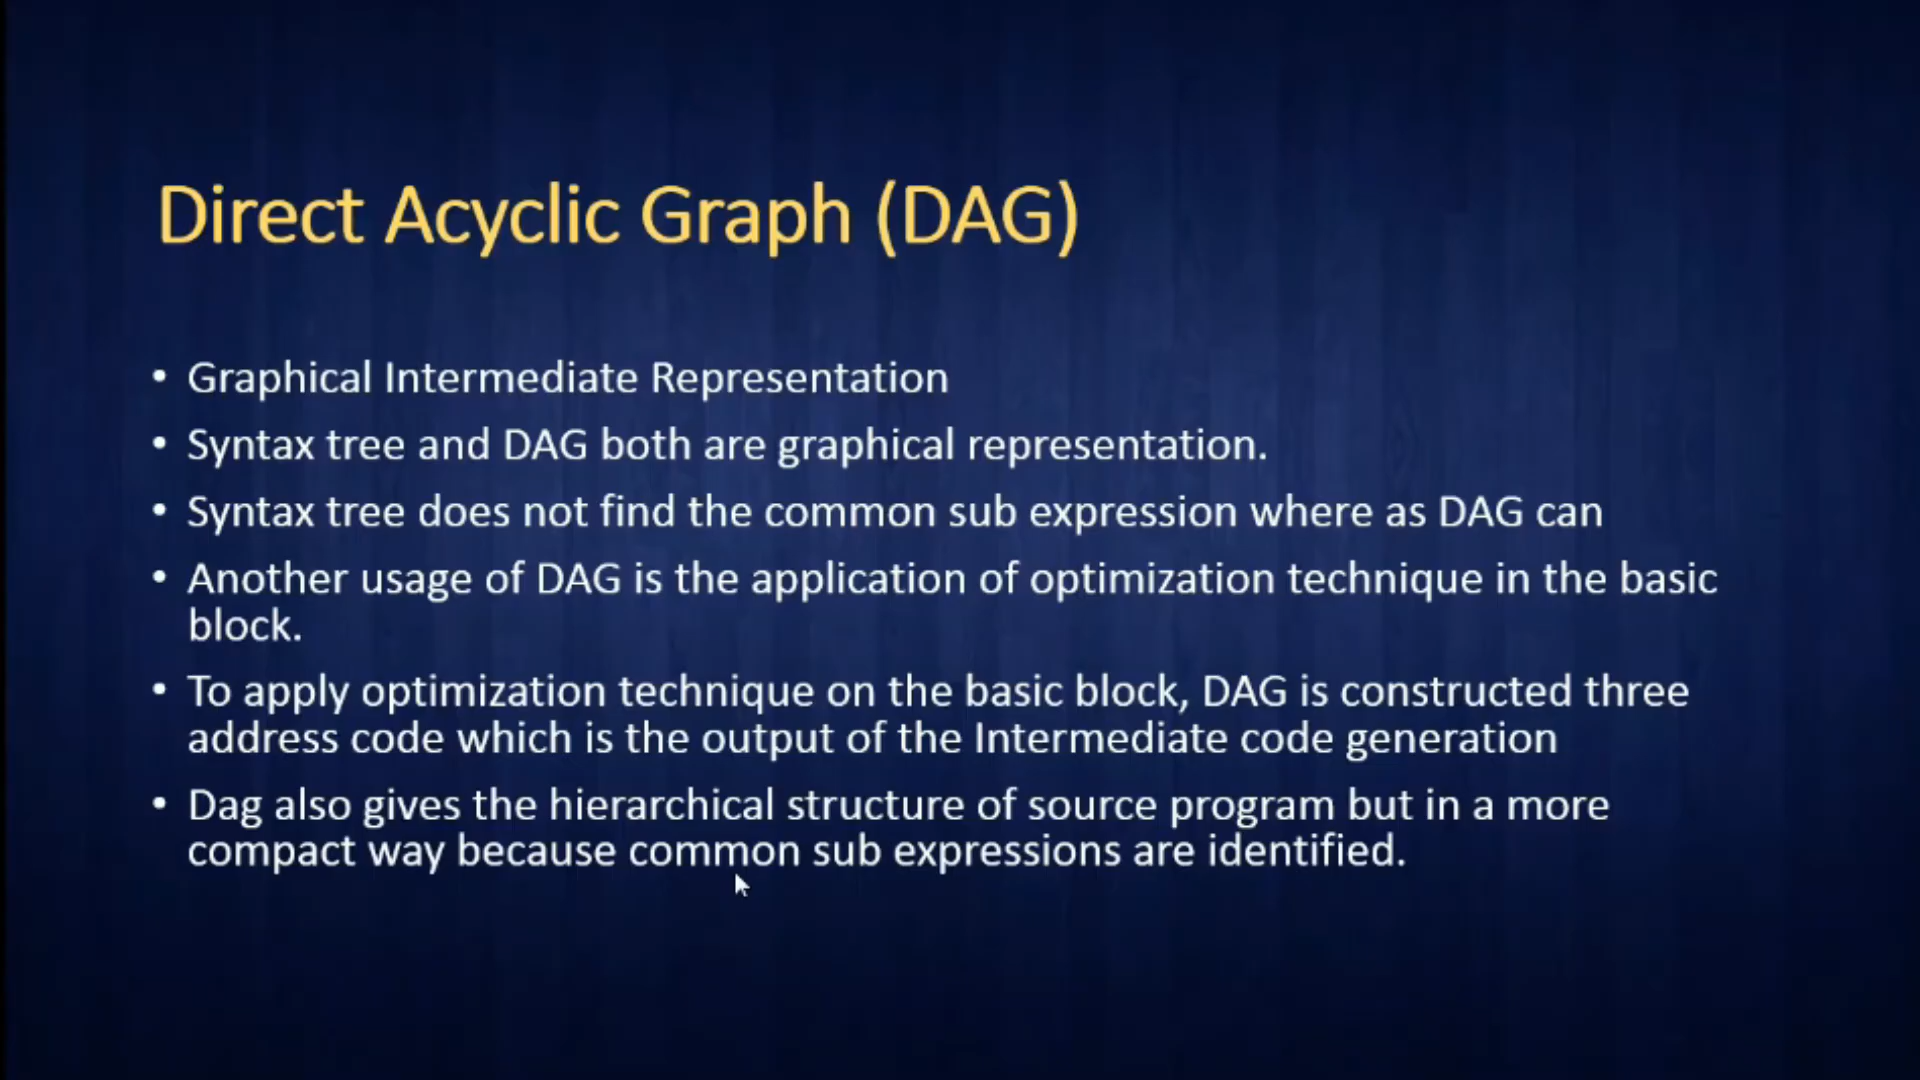 Direct Acyclic Graph (DAG)
• Graphical Intermediate Representation
• Syntax tree and DAG both are graphical representation.
• Syntax tree does not find the common sub expression where as DAG can
• Another usage of DAG is the application of optimization technique in the basic
block.
• To apply optimization technique on the basic block, DAG is constructed three
address code which is the output of the Intermediate code generation
• Dag also gives the hierarchical structure of source program but in a more
compact way because common sub expressions are identified.